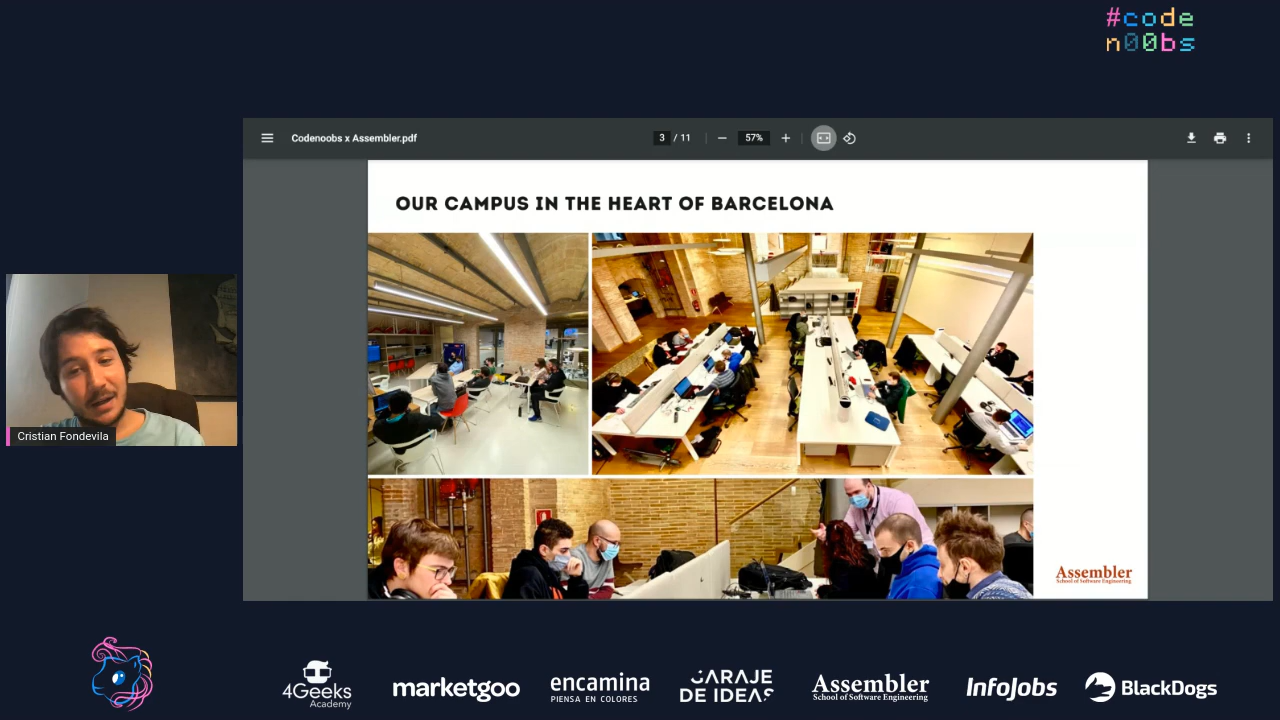 #code
n00bs
Codenoobs x Assembler.pdf
3 / 11
57%
OUR CAMPUS IN THE HEART OF BARCELONA
Cristian Fondevila
Assembler
School of Software Engineering
4Geeks
Academy
marketgoo
encamina
PIENSA EN COLORES
GARAJE
DE IDEAS
Assembler
School of Software Engineering
InfoJobs
BlackDogs